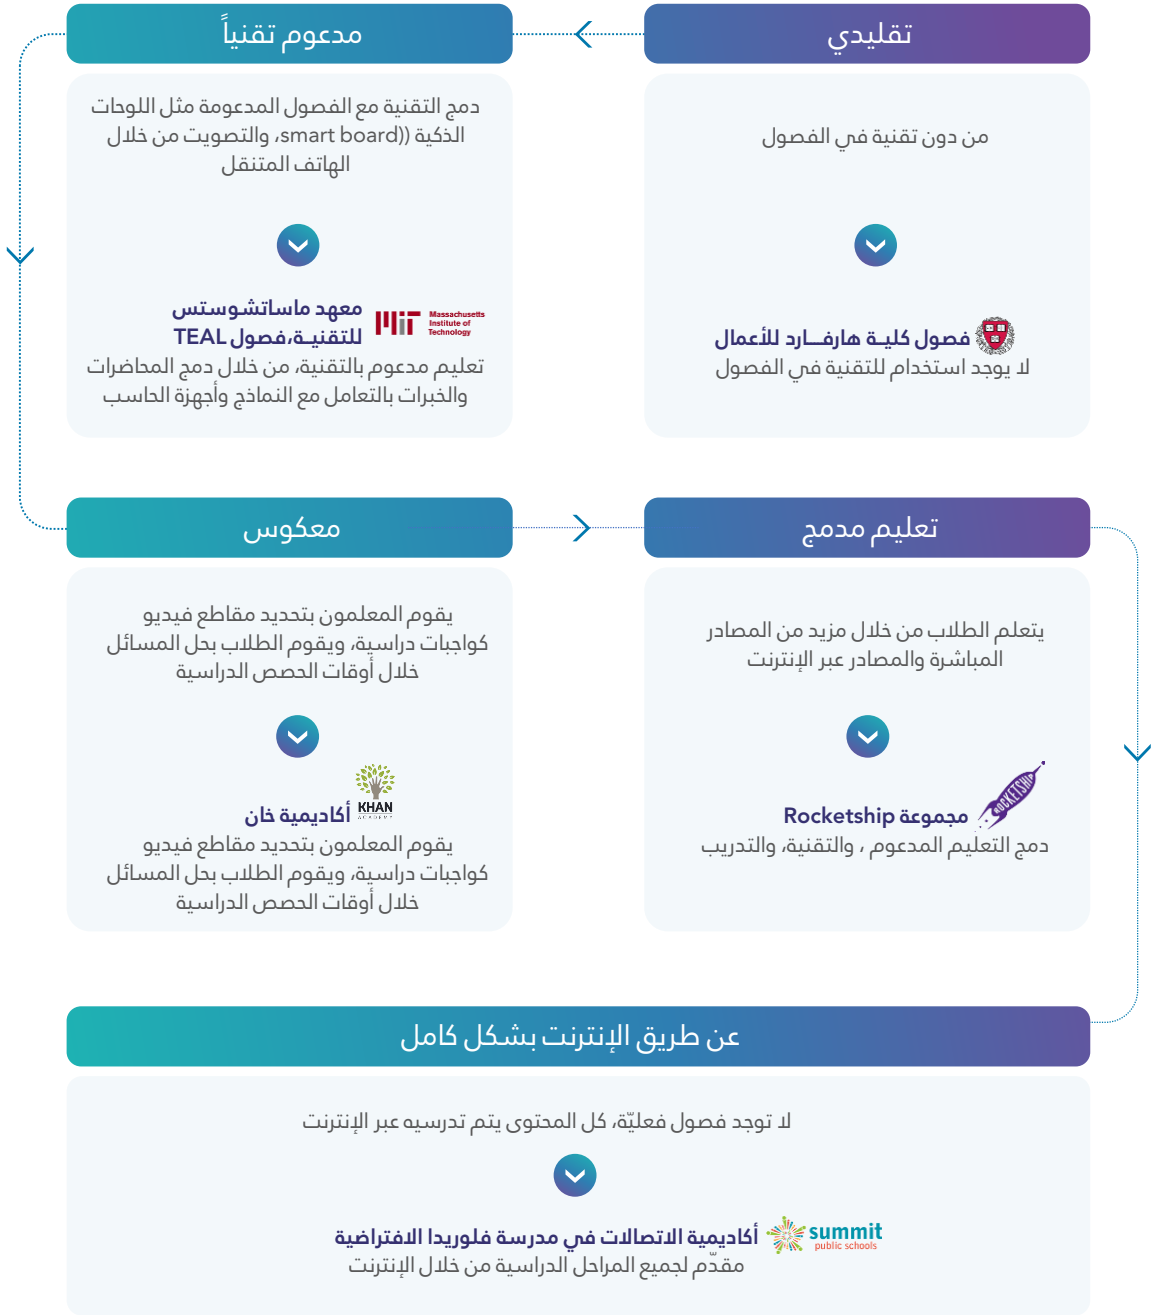 تقليدي
من دون تقنية في الفصول
فصول كلية هارفارد للأعمال
لا يوجد استخدام للتقنية في الفصول
مدعوم تقنياً
دمج التقنية مع الفصول المدعومة مثل اللوحات
الذكية ((smart board، والتصويت من خلال
الهاتف المتنقل
Massachusetts
Institute of
Technology
معهد ماساتشوستس
للتقنية،فصول TEAL
تعليم مدعوم بالتقنية، من خلال دمج المحاضرات
والخبرات بالتعامل مع النماذج وأجهزة الحاسب
معكوس
يقوم المعلمون بتحديد مقاطع فيديو
كواجبات دراسية، ويقوم الطلاب بحل المسائل
خلال أوقات الحصص الدراسية
KHAN
ACADEMY
أكاديمية خان
يقوم المعلمون بتحديد مقاطع فيديو
كواجبات دراسية، ويقوم الطلاب بحل المسائل
خلال أوقات الحصص الدراسية
تعليم مدمج
يتعلم الطلاب من خلال مزيد من المصادر
المباشرة والمصادر عبر الإنترنت
ROCKETSHIP
مجموعة Rocketship
دمج التعليم المدعوم ، والتقنية، والتدريب
عن طريق الإنترنت بشكل كامل
لا توجد فصول فعليّة، كل المحتوى يتم تدرسيه عبر الإنترنت
summit
public schools
أكاديمية الاتصالات في مدرسة فلوريدا الافتراضية
مقدّم لجميع المراحل الدراسية من خلال الإنترنت